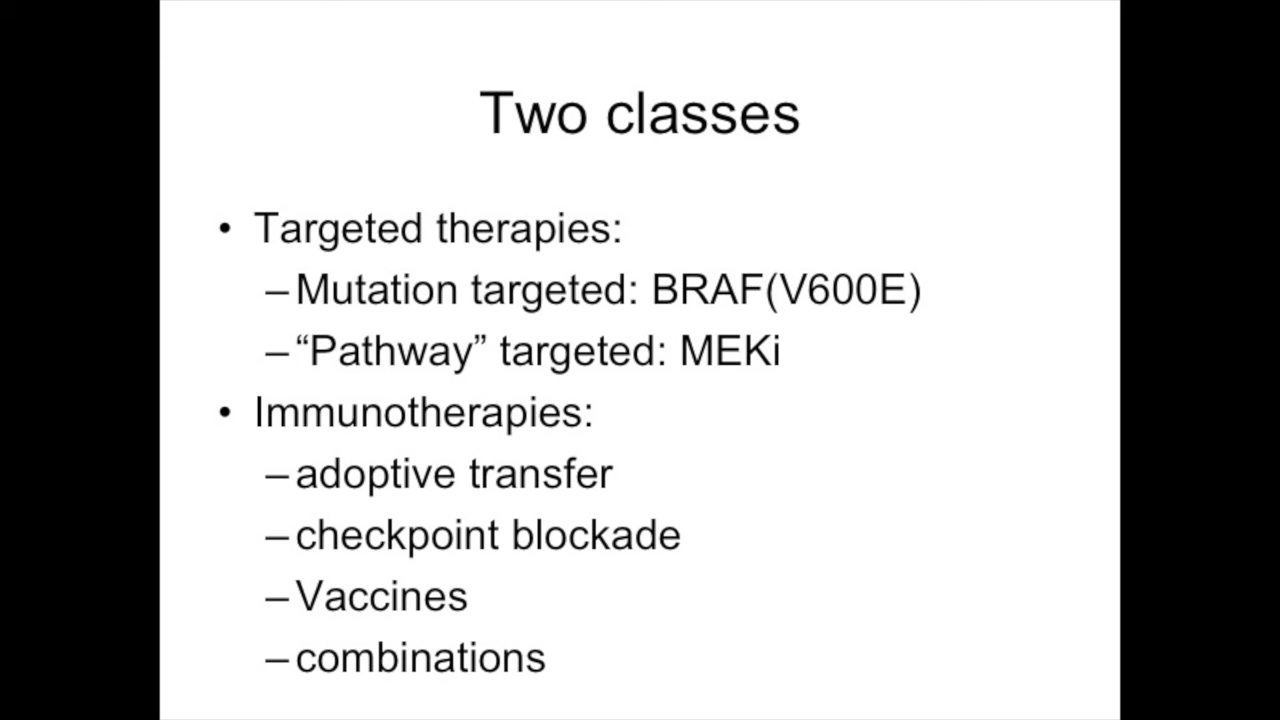 Two classes
• Targeted therapies:
– Mutation targeted: BRAF(V600E)
– “Pathway” targeted: MEKi
• Immunotherapies:
– adoptive transfer
– checkpoint blockade
– Vaccines
– combinations